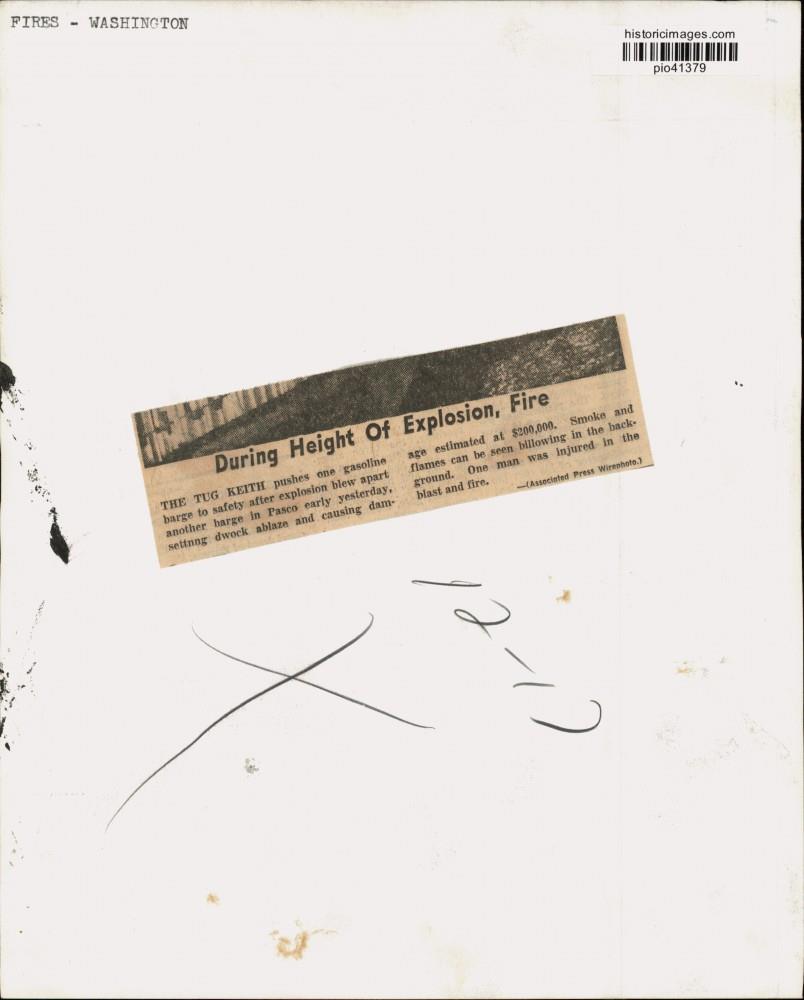 FIRES - WASHINGTON
historicimages.com
pio41379
During Height Of Explosion, Fire
THE TUG KEITH pushes one gasoline
barge to safety after explosion blew apart
another barge in Pasco early yesterday,
settnng dwock ablaze and causing dam-
age estimated at $200,000. Smoke and
flames can be seen billowing in the back-
ground. One man was injured in the
blast and fire.
—(Associated Press Wirephoto.)